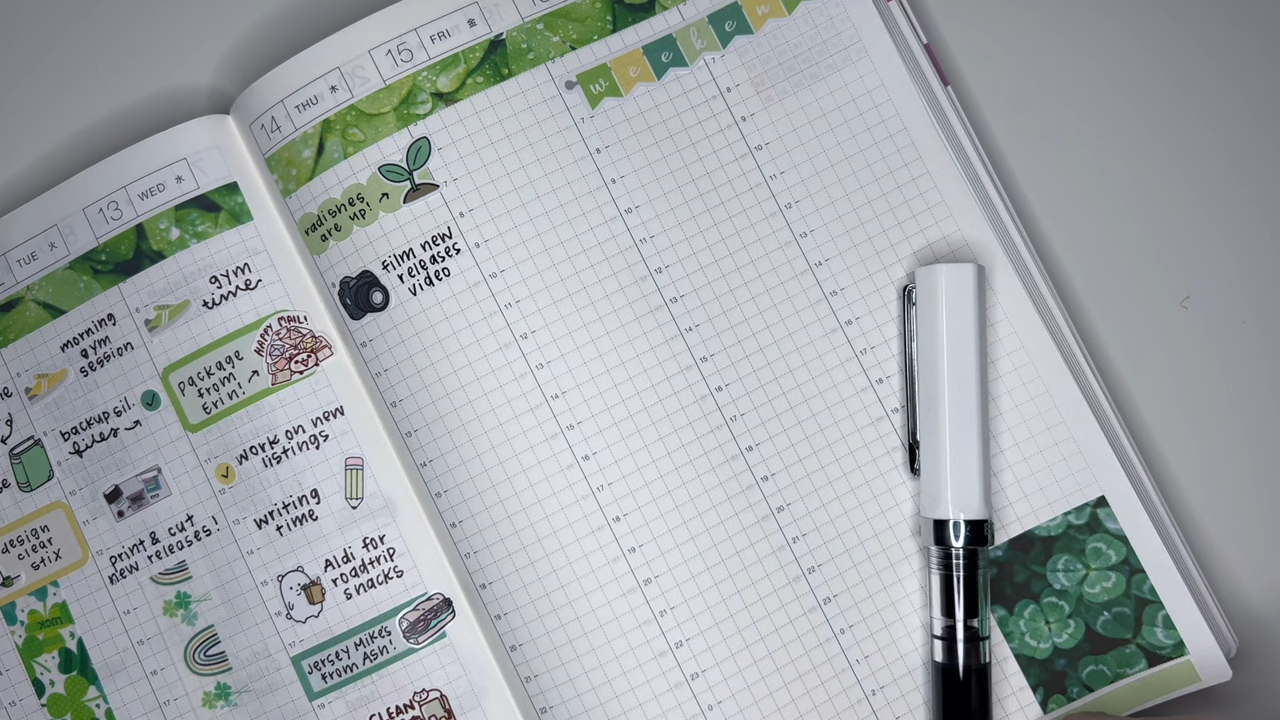 TUE 火
13 WED 水
14 THU 木
15 FRI 金
weeken
morning
gym
session
backup sil.
files
design
clear
stix
print & cut
new releases!
LUCK
gym
time
HAPPY MAIL!
Package
from
Erin!
work on new
listings
writing
time
Aldi for
roadtrip
snacks
Jersey Mike's
from Ash!
CLEAN
radishes
are up!
film new
releases
video